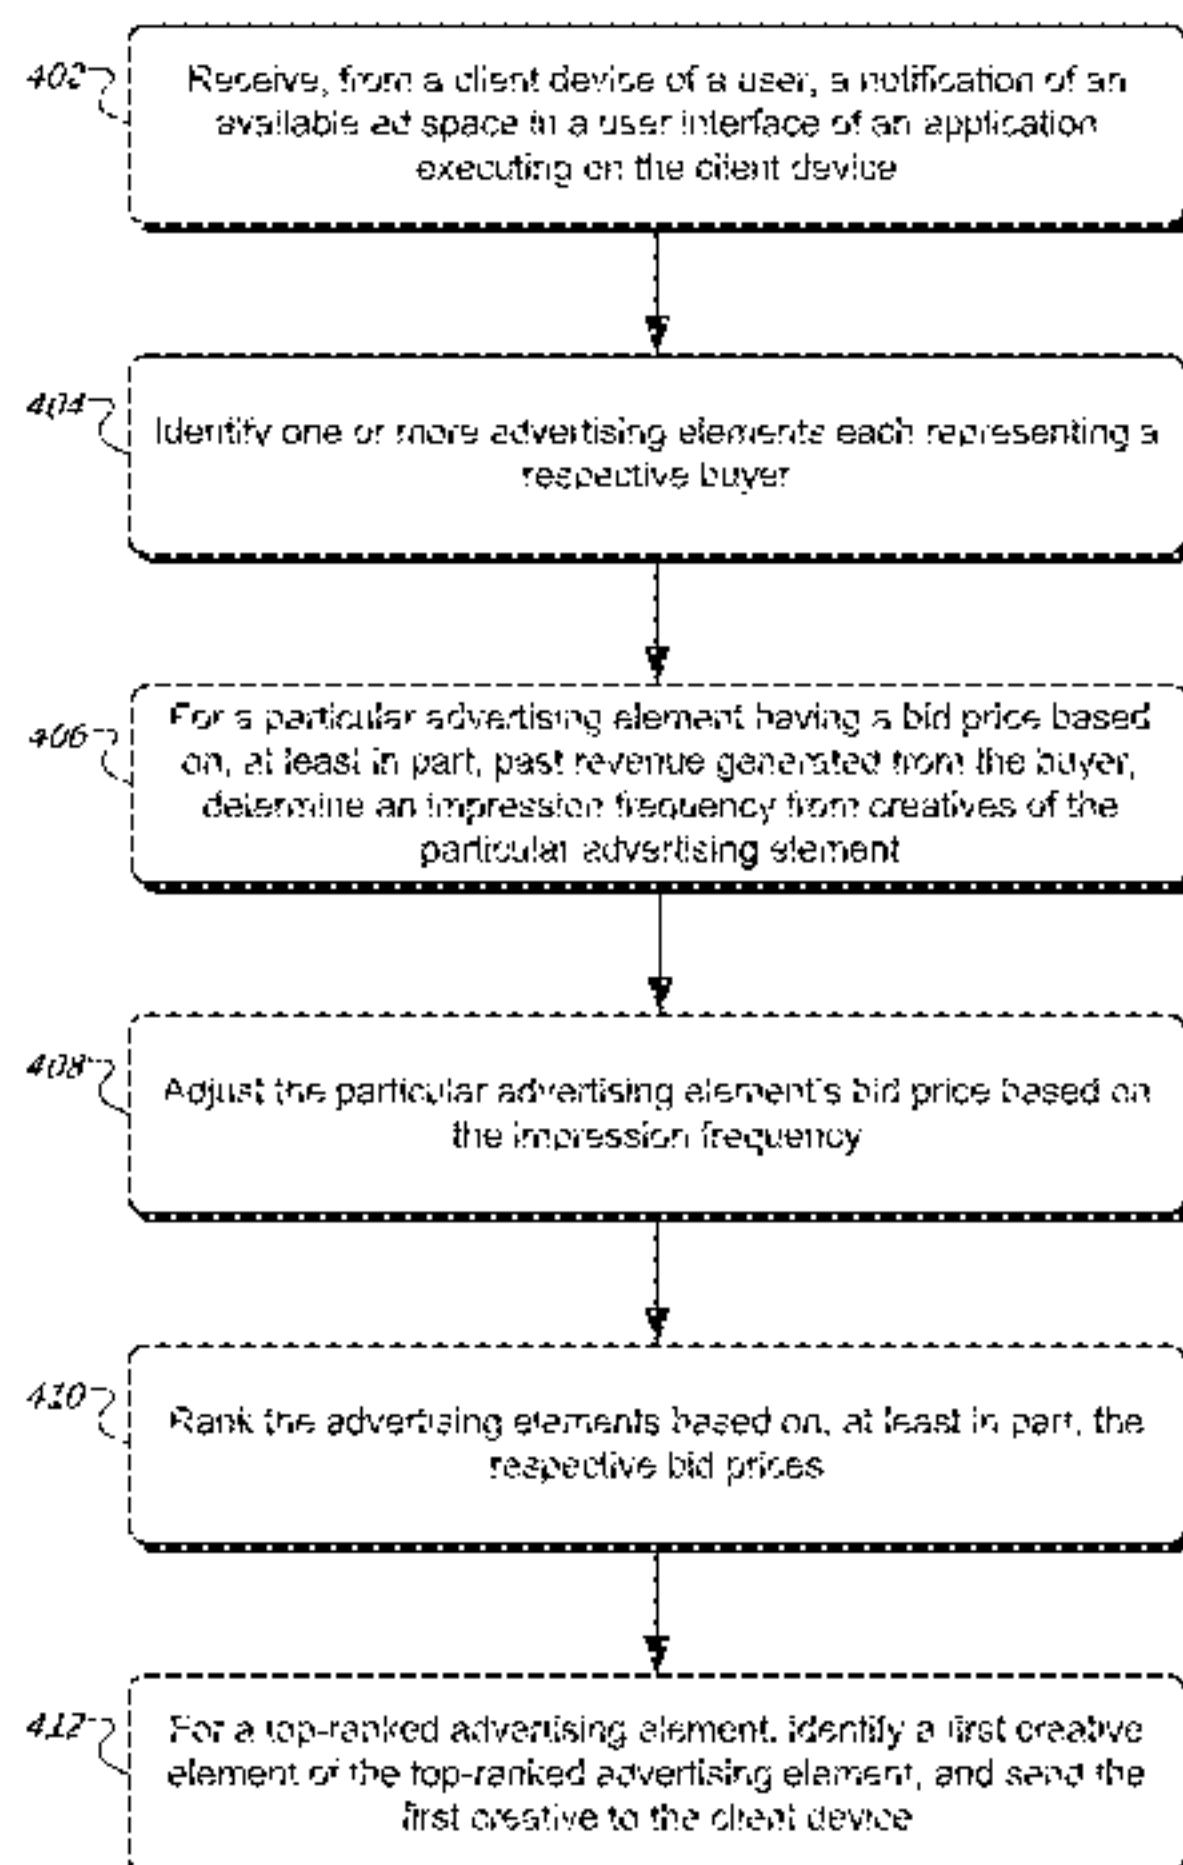 402
Receive, from a client device of a user, a notification of an
available ad space in a user interface of an application
executing on the client device
404
Identify one or more advertising elements each representing a
respective buyer
406
For a particular advertising element having a bid price based
on, at least in part, past revenue generated from the buyer,
determine an impression frequency from creatives of the
particular advertising element
408
Adjust the particular advertising element's bid price based on
the impression frequency
410
Rank the advertising elements based on, at least in part, the
respective bid prices
412
For a top-ranked advertising element, identify a first creative
element of the top-ranked advertising element, and send the
first creative to the client device